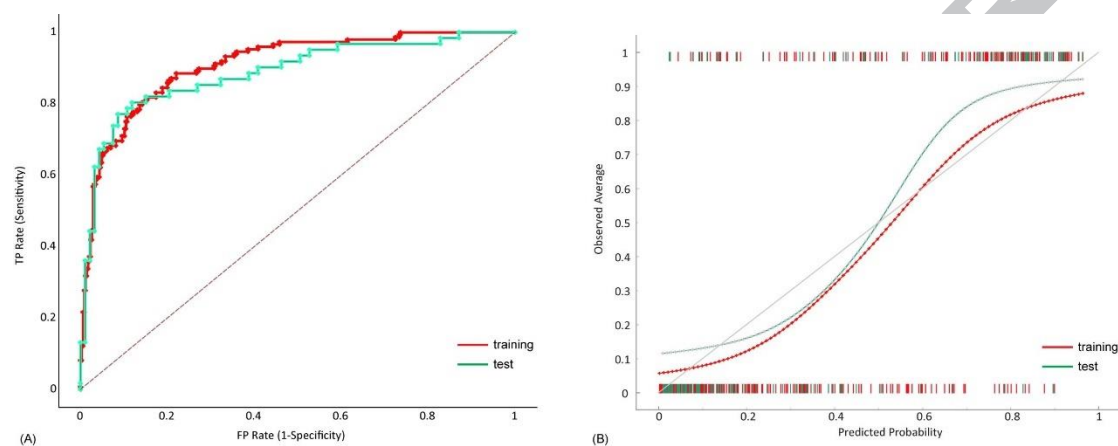 1
0.8
0.6
0.4
0.2
0
TP Rate (Sensitivity)
training
test
0
0.2
0.4
0.6
0.8
1
FP Rate (1-Specificity)
(A)
1
0.9
0.8
0.7
0.6
0.5
0.4
0.3
0.2
0.1
0
Observed Average
training
test
0
0.2
0.4
0.6
0.8
1
Predicted Probability
(B)